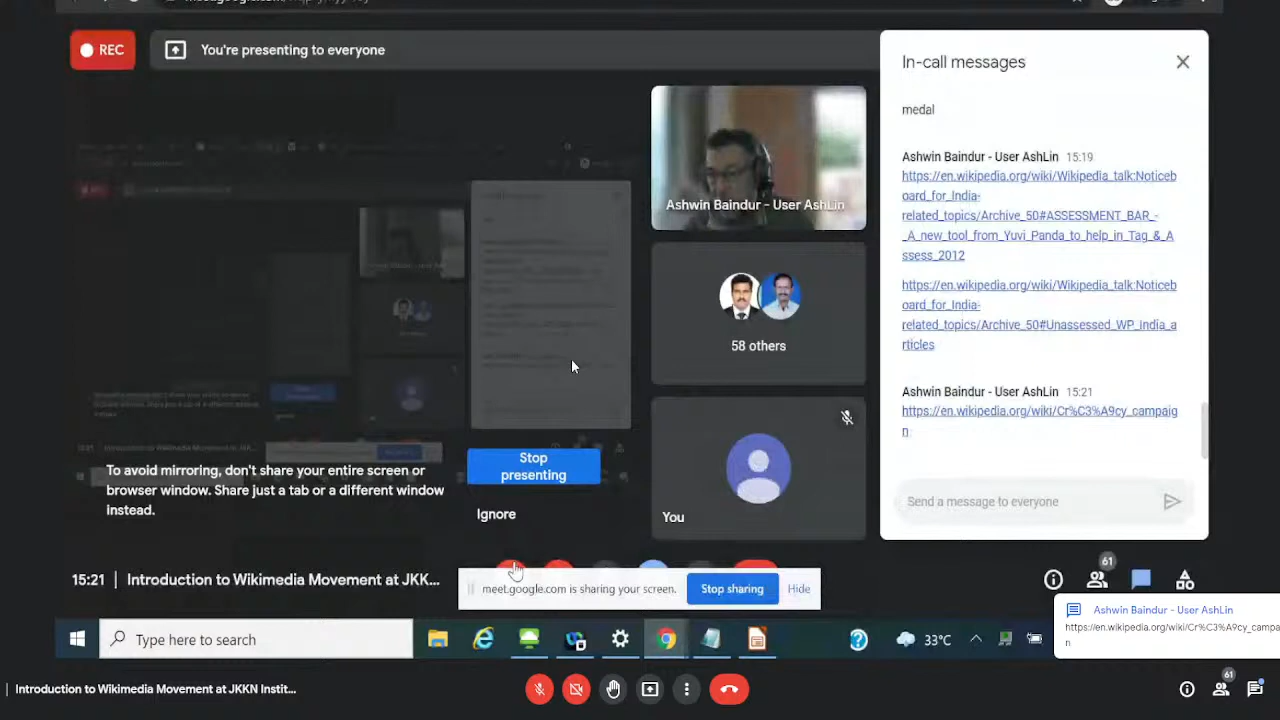 REC
You're presenting to everyone
In-call messages
medal
Ashwin Baindur - User AshLin 15:19
https://en.wikipedia.org/wiki/Wikipedia_talk:Noticeb
oard_for_India-
related_topics/Archive_50#ASSESSMENT_BAR_-
_A_new_tool_from_Yuvi_Panda_to_help_in_Tag_&_A
ssess_2012
https://en.wikipedia.org/wiki/Wikipedia_talk:Noticeb
oard_for_India-
related_topics/Archive_50#Unassessed_WP_India_a
rticles
Ashwin Baindur - User AshLin 15:21
https://en.wikipedia.org/wiki/Cr%C3%A9cy_campaig
n
Send a message to everyone
Ashwin Baindur - User AshLin
58 others
You
To avoid mirroring, don't share your entire screen or
browser window. Share just a tab or a different window
instead.
Stop
presenting
Ignore
15:21 | Introduction to Wikimedia Movement at JKK...
meet.google.com is sharing your screen.
Stop sharing
Hide
61
Ashwin Baindur - User AshLin
https://en.wikipedia.org/wiki/Cr%C3%A9cy_campa
n
Type here to search
33°C
| Introduction to Wikimedia Movement at JKKN Instit...
61